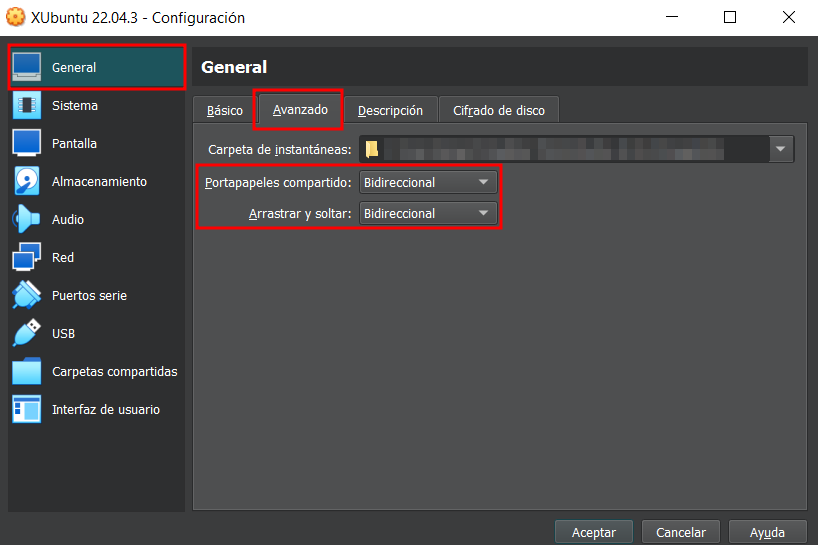 XUbuntu 22.04.3 - Configuración
General
Sistema
Pantalla
Almacenamiento
Audio
Red
Puertos serie
USB
Carpetas compartidas
Interfaz de usuario
General
Básico Avanzado Descripción Cifrado de disco
Carpeta de instantáneas:
Portapapeles compartido: Bidireccional
Arrastrar y soltar: Bidireccional
Aceptar Cancelar Ayuda